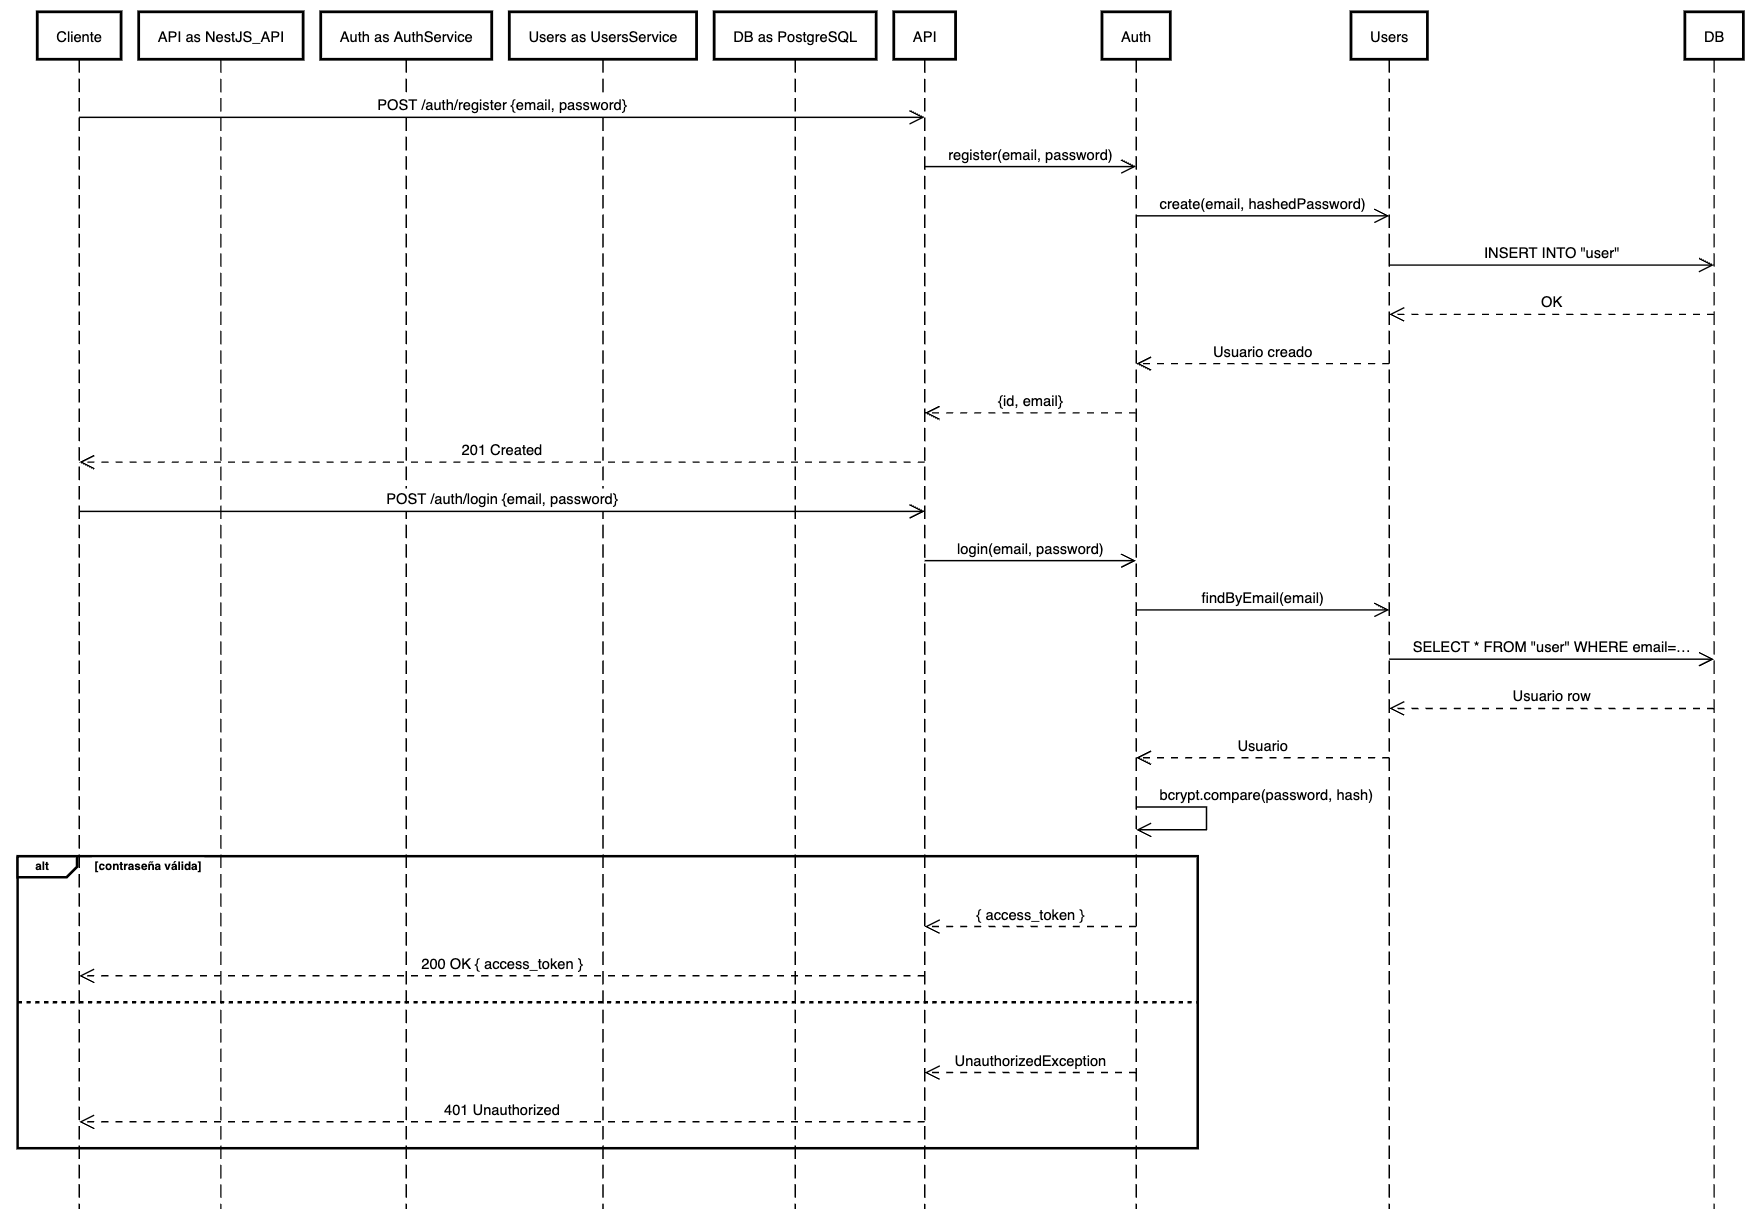 Cliente
API as NestJS_API
Auth as AuthService
Users as UsersService
DB as PostgreSQL
API
Auth
Users
DB
POST /auth/register {email, password}
register(email, password)
create(email, hashedPassword)
INSERT INTO "user"
OK
Usuario creado
{id, email}
201 Created
POST /auth/login {email, password}
login(email, password)
findByEmail(email)
SELECT * FROM "user" WHERE email=…
Usuario row
Usuario
bcrypt.compare(password, hash)
alt
[contraseña válida]
{ access_token }
200 OK { access_token }
UnauthorizedException
401 Unauthorized